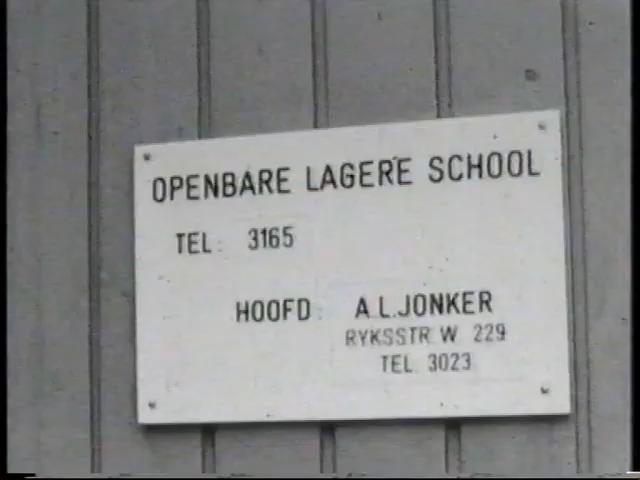 OPENBARE LAGERE SCHOOL
TEL: 3165
HOOFD: A.L.JONKER
RYKSSTR.W. 229
TEL. 3023